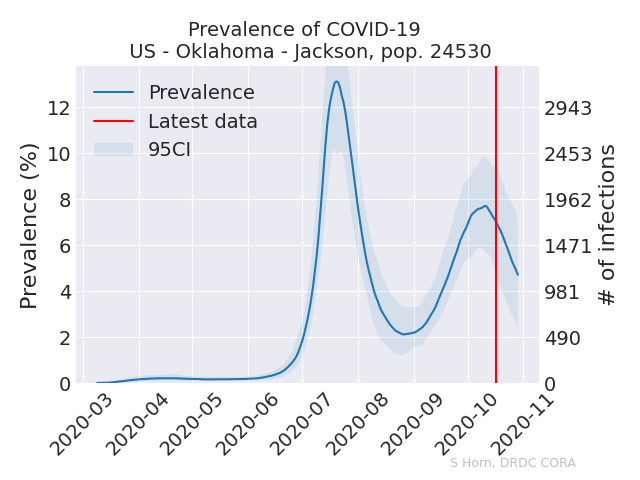 Prevalence of COVID-19
US - Oklahoma - Jackson, pop. 24530
Prevalence
Latest data
95CI
Prevalence (%)
12
10
8
6
4
2
0
2943
2453
1962
1471
981
490
0
# of infections
2020-03
2020-04
2020-05
2020-06
2020-07
2020-08
2020-09
2020-10
2020-11
S Horn, DRDC CORA